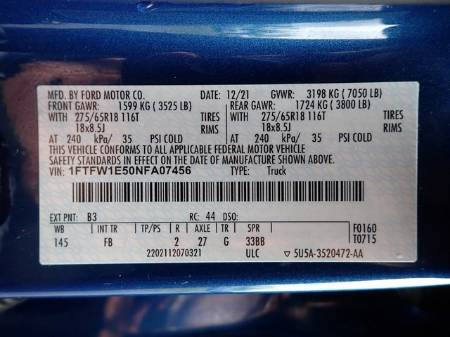 MFD. BY FORD MOTOR CO. 12/21 GVWR: 3198 KG ( 7050 LB)
FRONT GAWR: 1599 KG ( 3525 LB) REAR GAWR: 1724 KG ( 3800 LB)
WITH 275/65R18 116T TIRES WITH 275/65R18 116T TIRES
18x8.5J RIMS 18x8.5J RIMS
AT 240 kPa/ 35 PSI COLD AT 240 kPa/ 35 PSI COLD
THIS VEHICLE CONFORMS TO ALL APPLICABLE FEDERAL MOTOR VEHICLE
SAFETY AND THEFT PREVENTION STANDARDS IN EFFECT ON THE DATE OF MANUFACTURE SHOWN ABOVE.
VIN: 1FTFW1E50NFA07456 TYPE: Truck
EXT PNT: B3 RC: 44 DSO: F0160
WB BRK INT TR TP/PS R AXLE TR SPR T0715
145 FB 2 27 G 33BB
2202112070321 ULC 5U5A-3520472-AA